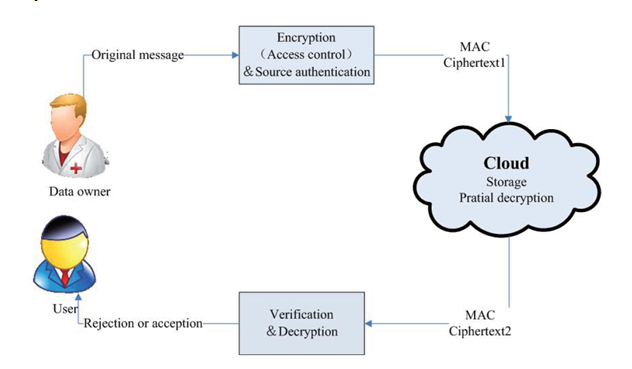 Original message
Encryption
(Access control)
&Source authentication
MAC
Ciphertext1
Data owner
Cloud
Storage
Pratial decryption
User
Rejection or acception
Verification
&Decryption
MAC
Ciphertext2